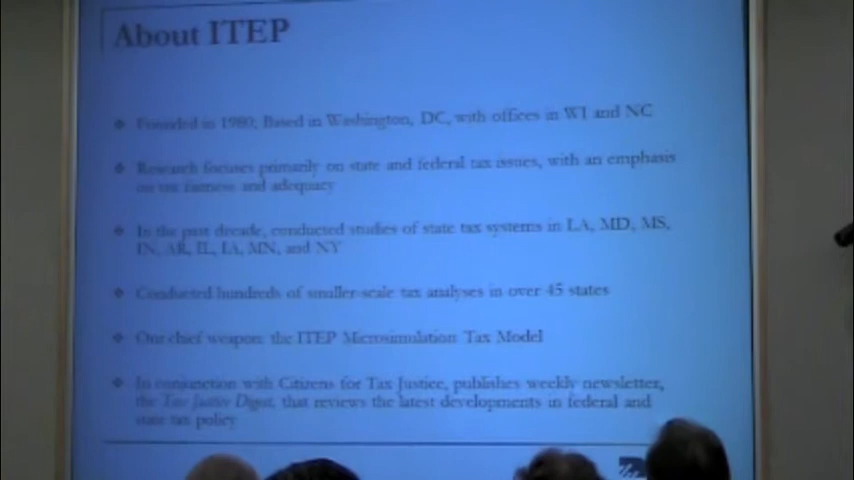 About ITEP
❖ Founded in 1980; Based in Washington, DC, with offices in WI and NC
❖ Research focuses primarily on state and federal tax issues, with an emphasis
on tax fairness and adequacy
❖ In the past decade, conducted studies of state tax systems in LA, MD, MS,
IN, AR, IL, IA, MN, and NY
❖ Conducted hundreds of smaller-scale tax analyses in over 45 states
❖ Our chief weapon: the ITEP Microsimulation Tax Model
❖ In conjunction with Citizens for Tax Justice, publishes weekly newsletter,
the Tax Justice Digest, that reviews the latest developments in federal and
state tax policy